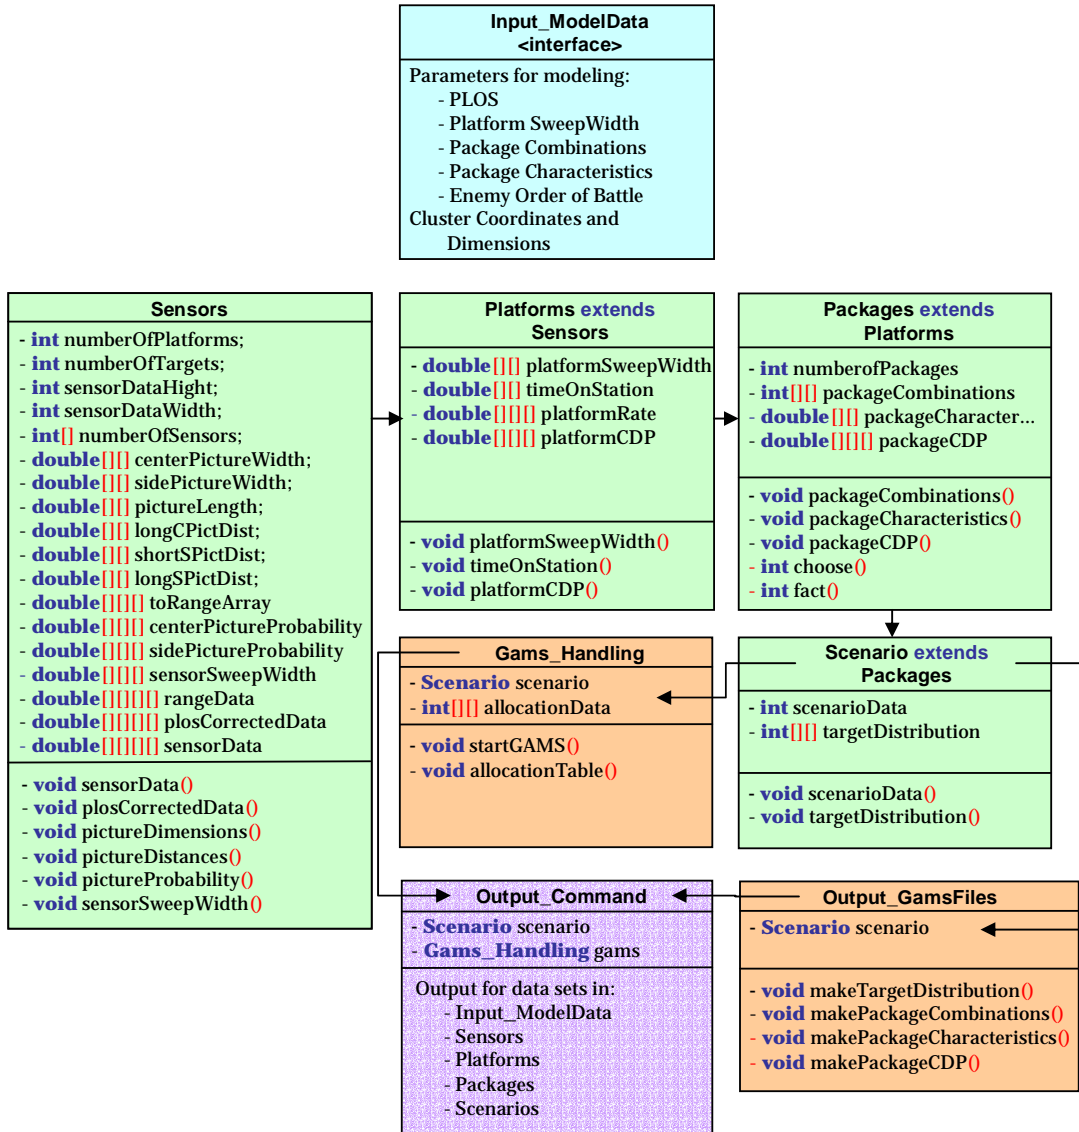 Input_ModelData
<interface>
Parameters for modeling:
- PLOS
- Platform SweepWidth
- Package Combinations
- Package Characteristics
- Enemy Order of Battle
Cluster Coordinates and
Dimensions
Sensors
- int numberOfPlatforms;
- int numberOfTargets;
- int sensorDataHight;
- int sensorDataWidth;
- int[] numberOfSensors;
- double[][] centerPictureWidth;
- double[][] sidePictureWidth;
- double[][] pictureLength;
- double[][] longCPictDist;
- double[][] shortSPictDist;
- double[][] longSPictDist;
- double[][][] toRangeArray
- double[][][] centerPictureProbability
- double[][][] sidePictureProbability
- double[][][] sensorSweepWidth
- double[][][][] rangeData
- double[][][][] plosCorrectedData
- double[][][][] sensorData
- void sensorData()
- void plosCorrectedData()
- void pictureDimensions()
- void pictureDistances()
- void pictureProbability()
- void sensorSweepWidth()
Platforms extends
Sensors
- double[][] platformSweepWidth
- double[][] timeOnStation
- double[][][] platformRate
- double[][][] platformCDP
- void platformSweepWidth()
- void timeOnStation()
- void platformCDP()
Packages extends
Platforms
- int numberofPackages
- int[][] packageCombinations
- double[][] packageCharacter...
- double[][][] packageCDP
- void packageCombinations()
- void packageCharacteristics()
- void packageCDP()
- int choose()
- int fact()
Gams_Handling
- Scenario scenario
- int[][] allocationData
- void startGAMS()
- void allocationTable()
Scenario extends
Packages
- int scenarioData
- int[][] targetDistribution
- void scenarioData()
- void targetDistribution()
Output_Command
- Scenario scenario
- Gams_Handling gams
Output for data sets in:
- Input_ModelData
- Sensors
- Platforms
- Packages
- Scenarios
Output_GamsFiles
- Scenario scenario
- void makeTargetDistribution()
- void makePackageCombinations()
- void makePackageCharacteristics()
- void makePackageCDP()